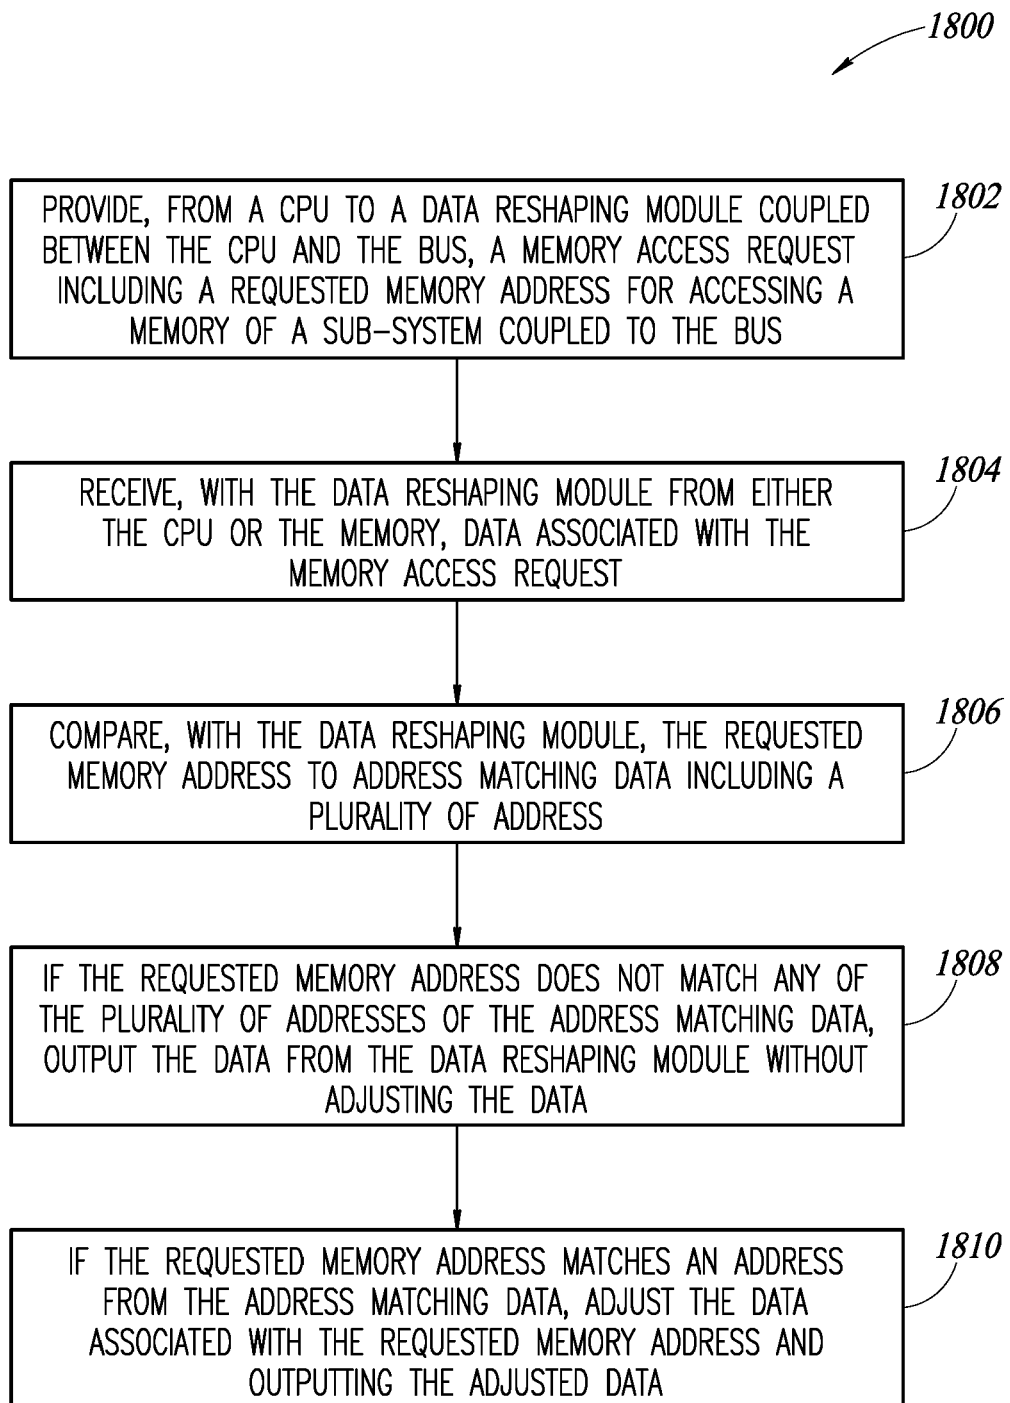 1800
PROVIDE, FROM A CPU TO A DATA RESHAPING MODULE COUPLED
BETWEEN THE CPU AND THE BUS, A MEMORY ACCESS REQUEST
INCLUDING A REQUESTED MEMORY ADDRESS FOR ACCESSING A
MEMORY OF A SUB-SYSTEM COUPLED TO THE BUS
1802
RECEIVE, WITH THE DATA RESHAPING MODULE FROM EITHER
THE CPU OR THE MEMORY, DATA ASSOCIATED WITH THE
MEMORY ACCESS REQUEST
1804
COMPARE, WITH THE DATA RESHAPING MODULE, THE REQUESTED
MEMORY ADDRESS TO ADDRESS MATCHING DATA INCLUDING A
PLURALITY OF ADDRESS
1806
IF THE REQUESTED MEMORY ADDRESS DOES NOT MATCH ANY OF
THE PLURALITY OF ADDRESSES OF THE ADDRESS MATCHING DATA,
OUTPUT THE DATA FROM THE DATA RESHAPING MODULE WITHOUT
ADJUSTING THE DATA
1808
IF THE REQUESTED MEMORY ADDRESS MATCHES AN ADDRESS
FROM THE ADDRESS MATCHING DATA, ADJUST THE DATA
ASSOCIATED WITH THE REQUESTED MEMORY ADDRESS AND
OUTPUTTING THE ADJUSTED DATA
1810